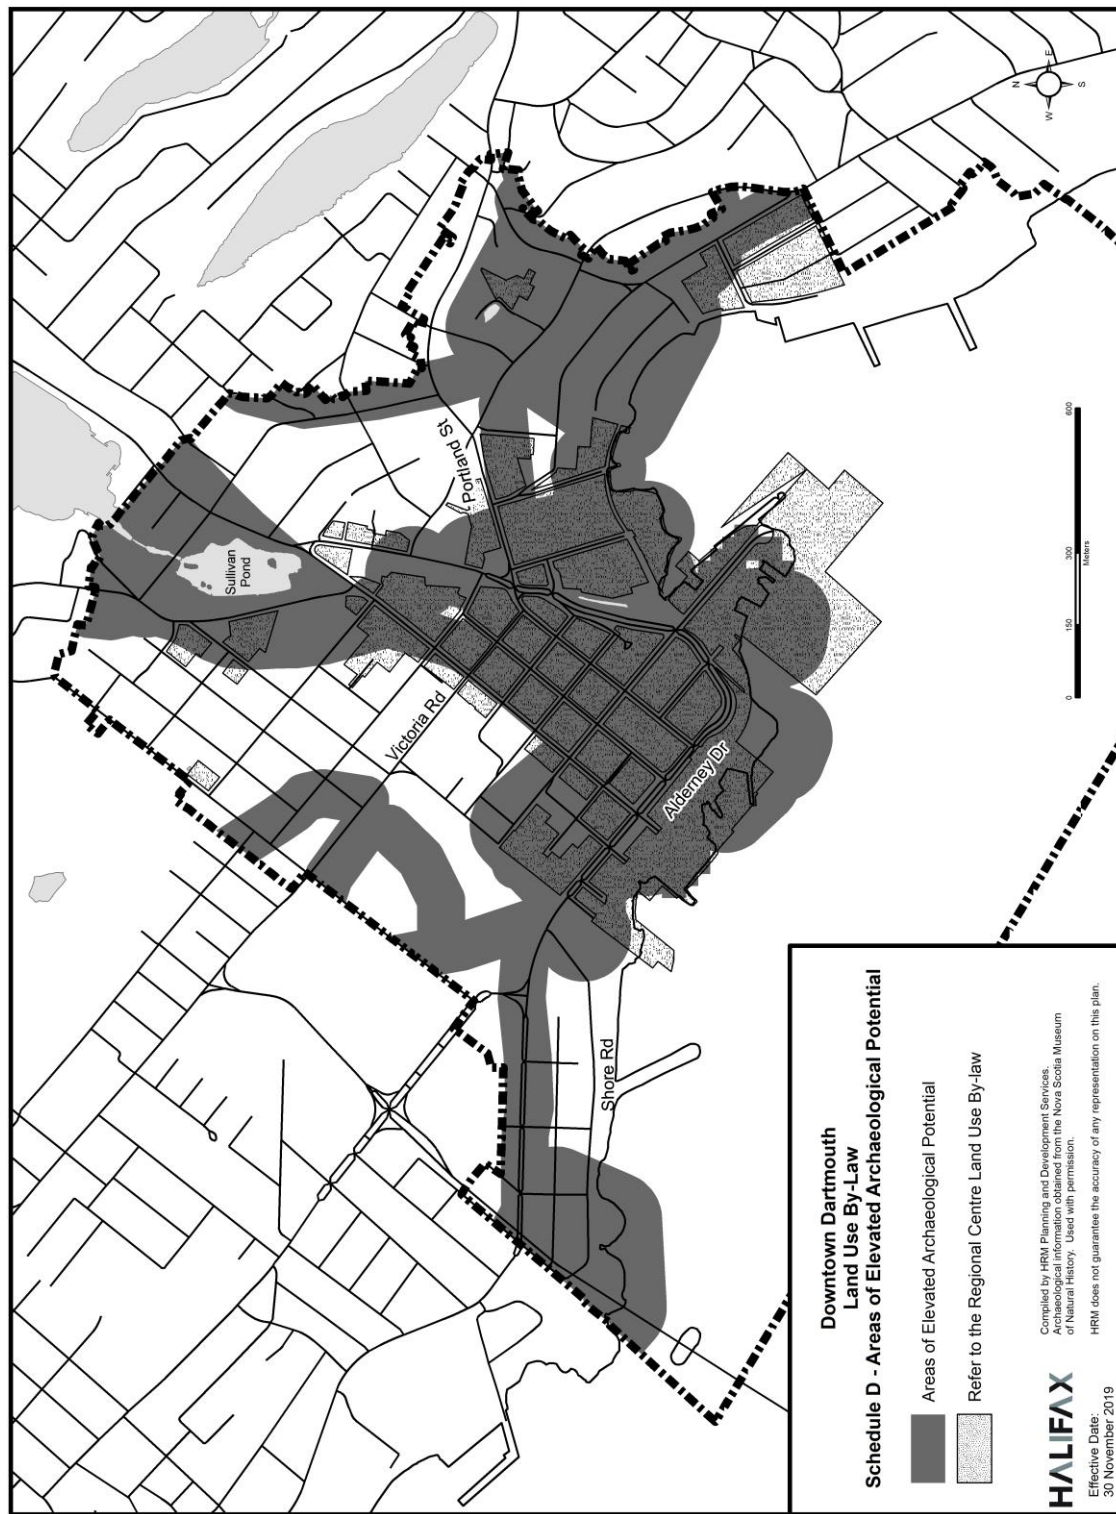 N
E
S
W
Sullivan
Pond
Portland St
Victoria Rd
Alderney Dr
Shore Rd
0
150
300
600
Meters
Downtown Dartmouth
Land Use By-Law
Schedule D - Areas of Elevated Archaeological Potential
Areas of Elevated Archaeological Potential
Refer to the Regional Centre Land Use By-law
HALIFAX
Effective Date:
30 November 2019
Compiled by HRM Planning and Development Services.
Archaeological information obtained from the Nova Scotia Museum
of Natural History. Used with permission.
HRM does not guarantee the accuracy of any representation on this plan.